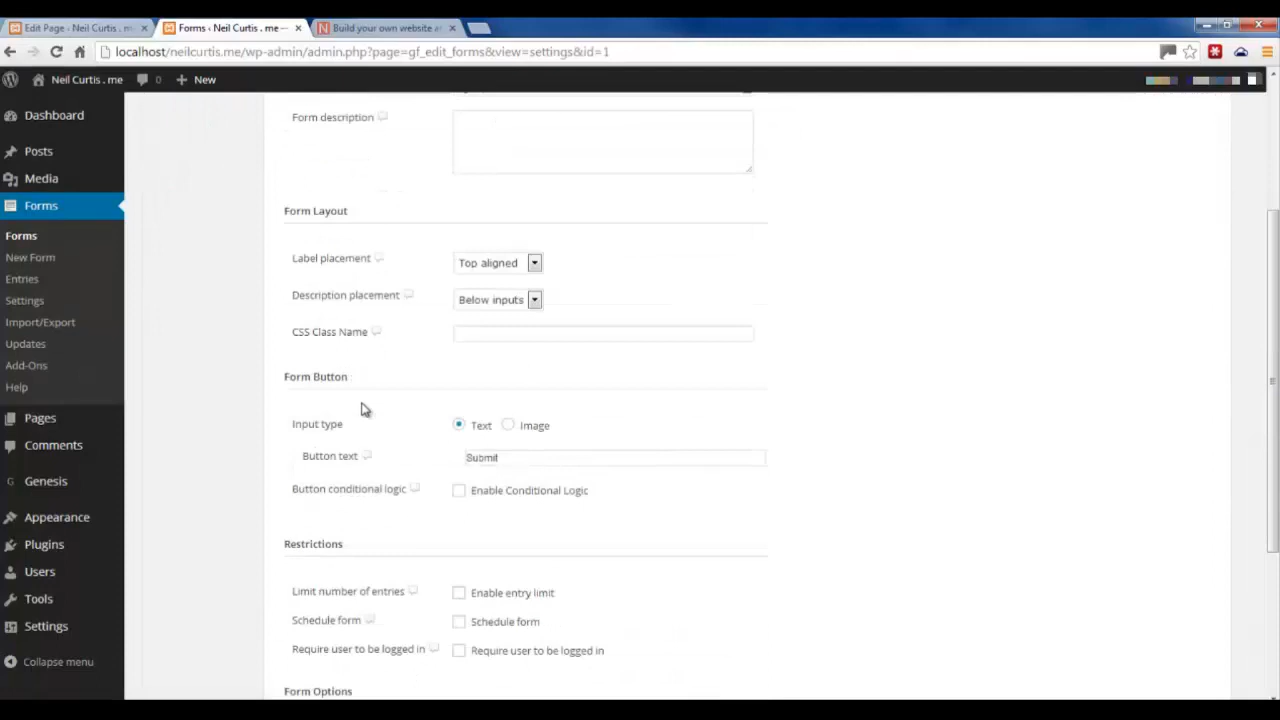 Edit Page ‹ Neil Curtis . m
Forms ‹ Neil Curtis . me —
Build your own website a
localhost/neilcurtis.me/wp-admin/admin.php?page=gf_edit_forms&view=settings&id=1
Neil Curtis . me
0
New
Dashboard
Posts
Media
Forms
Forms
New Form
Entries
Settings
Import/Export
Updates
Add-Ons
Help
Pages
Comments
Genesis
Appearance
Plugins
Users
Tools
Settings
Collapse menu
Form description
Form Layout
Label placement
Top aligned
Description placement
Below inputs
CSS Class Name
Form Button
Input type
Text
Image
Button text
Submit
Button conditional logic
Enable Conditional Logic
Restrictions
Limit number of entries
Enable entry limit
Schedule form
Schedule form
Require user to be logged in
Require user to be logged in
Form Options